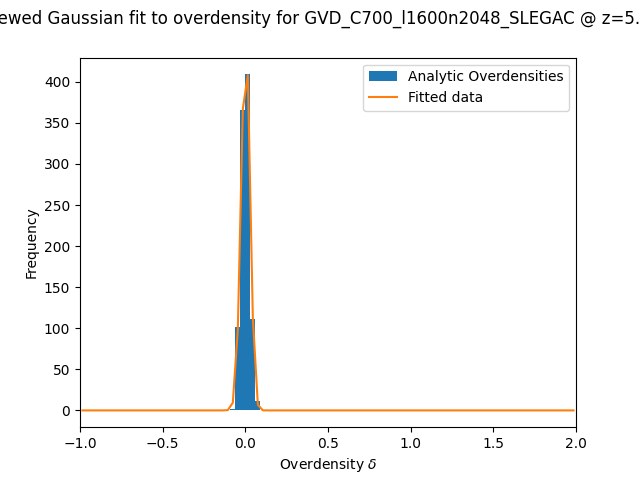 ewed Gaussian fit to overdensity for GVD_C700_l1600n2048_SLEGAC @ z=5.
Analytic Overdensities
Fitted data
Frequency
400
350
300
250
200
150
100
50
0
−1.0 −0.5 0.0 0.5 1.0 1.5 2.0
Overdensity δ